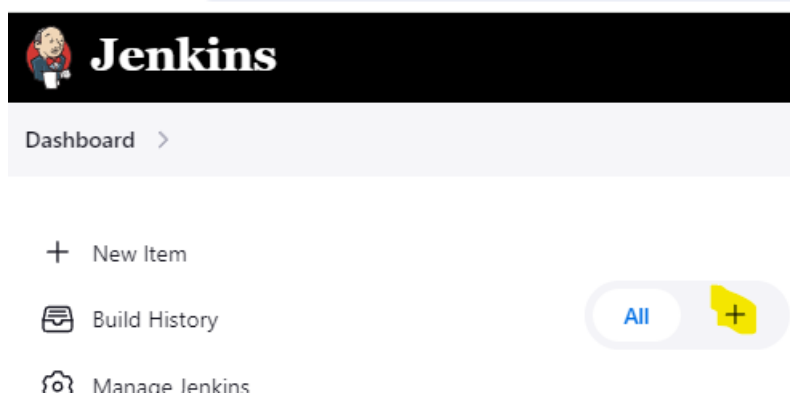 Jenkins
Dashboard >
+ New Item
Build History
All +
Manage Jenkins